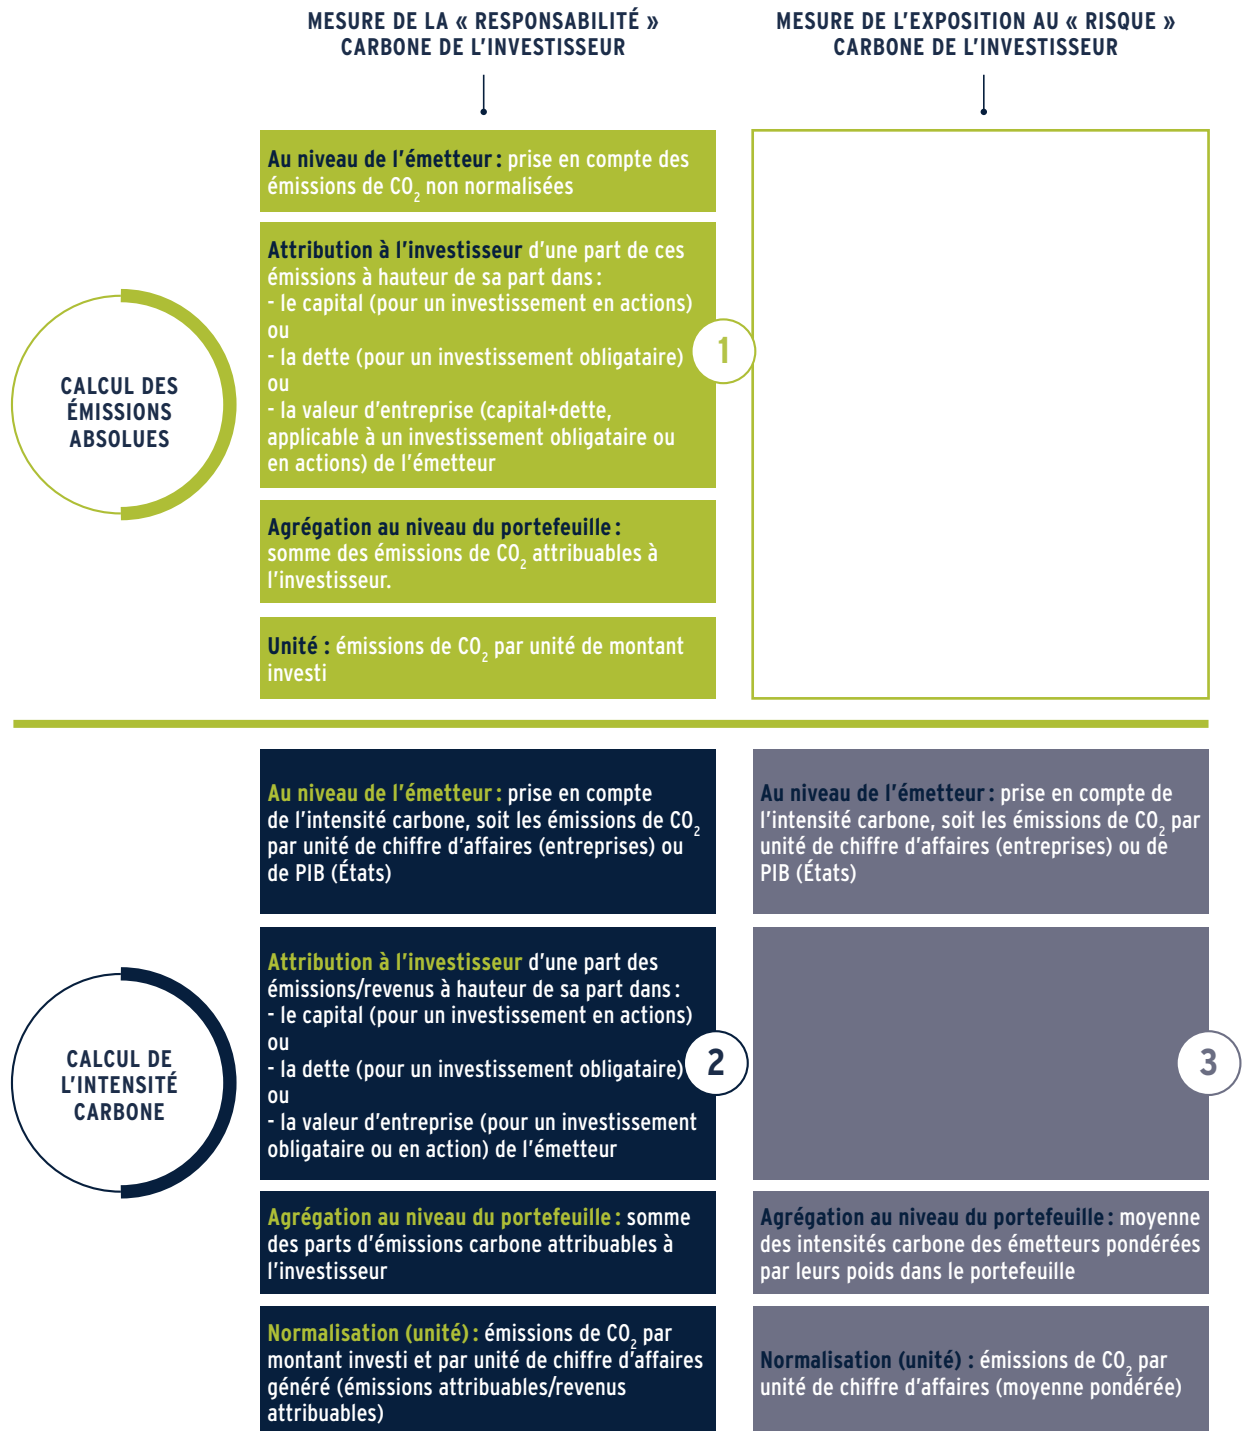 MESURE DE LA « RESPONSABILITÉ »
CARBONE DE L'INVESTISSEUR
MESURE DE L'EXPOSITION AU « RISQUE »
CARBONE DE L'INVESTISSEUR
CALCUL DES
ÉMISSIONS
ABSOLUES
Au niveau de l'émetteur : prise en compte des
émissions de CO₂ non normalisées
Attribution à l'investisseur d'une part de ces
émissions à hauteur de sa part dans :
- le capital (pour un investissement en actions)
ou
- la dette (pour un investissement obligataire)
ou
- la valeur d'entreprise (capital+dette,
applicable à un investissement obligataire ou
en actions) de l'émetteur
1
Agrégation au niveau du portefeuille :
somme des émissions de CO₂ attribuables à
l'investisseur.
Unité : émissions de CO₂ par unité de montant
investi
CALCUL DE
L'INTENSITÉ
CARBONE
Au niveau de l'émetteur : prise en compte
de l'intensité carbone, soit les émissions de CO₂
par unité de chiffre d'affaires (entreprises) ou
de PIB (États)
Attribution à l'investisseur d'une part des
émissions/revenus à hauteur de sa part dans :
- le capital (pour un investissement en actions)
ou
- la dette (pour un investissement obligataire)
ou
- la valeur d'entreprise (pour un investissement
obligataire ou en action) de l'émetteur
2
Agrégation au niveau du portefeuille : somme
des parts d'émissions carbone attribuables à
l'investisseur
Normalisation (unité) : émissions de CO₂ par
montant investi et par unité de chiffre d'affaires
généré (émissions attribuables/revenus
attribuables)
Au niveau de l'émetteur : prise en compte de
l'intensité carbone, soit les émissions de CO₂ par
unité de chiffre d'affaires (entreprises) ou de
PIB (États)
3
Agrégation au niveau du portefeuille : moyenne
des intensités carbone des émetteurs pondérées
par leurs poids dans le portefeuille
Normalisation (unité) : émissions de CO₂ par
unité de chiffre d'affaires (moyenne pondérée)